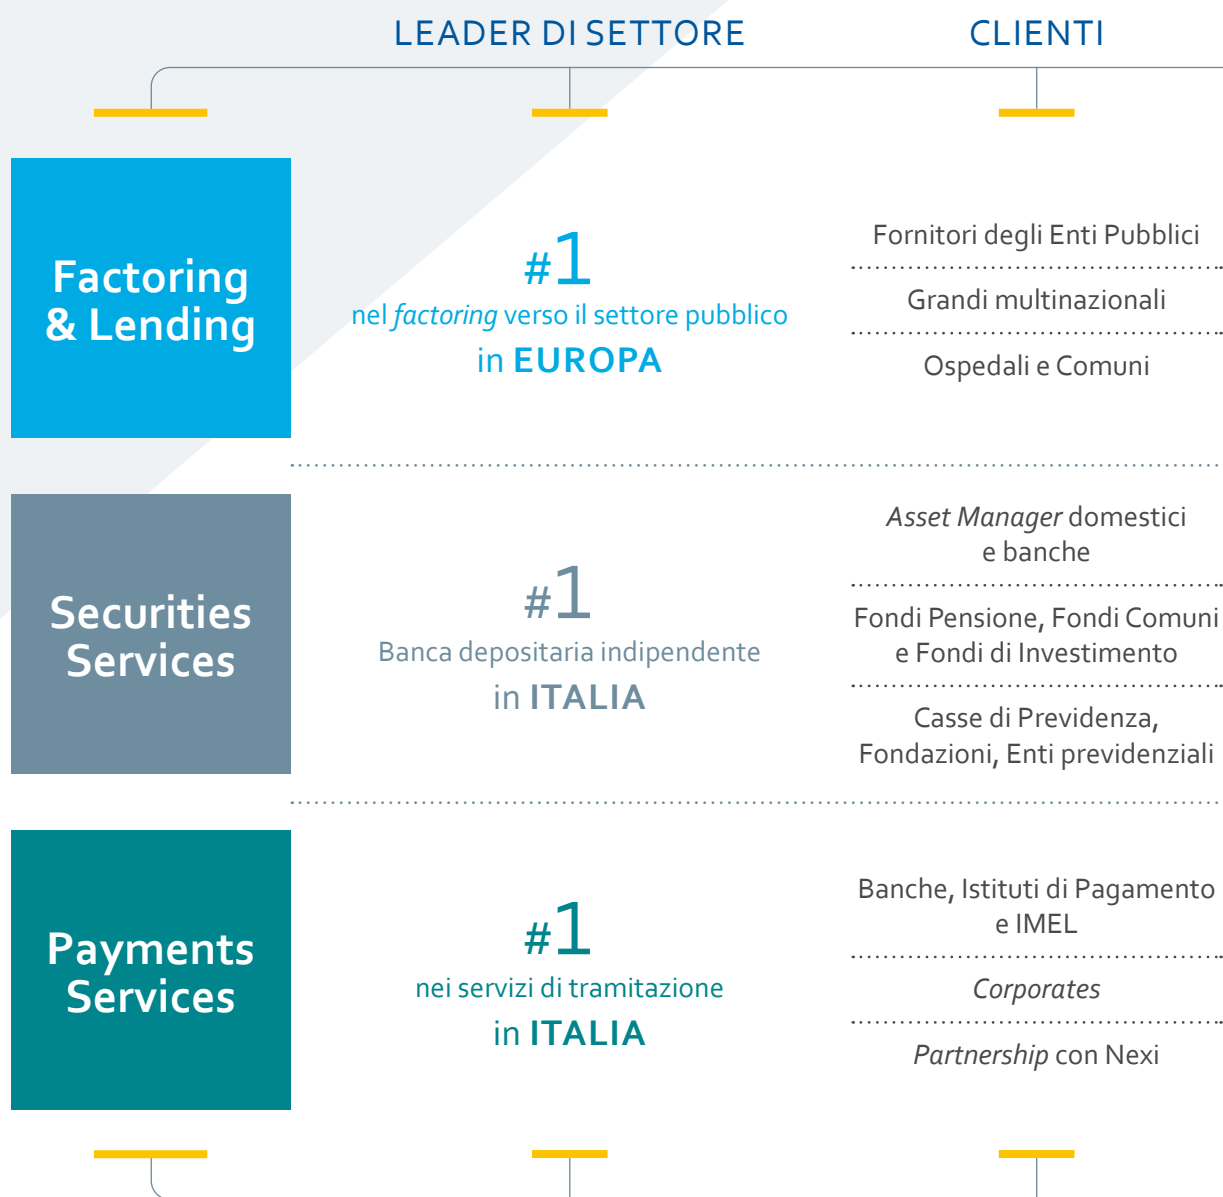 LEADER DI SETTORE
CLIENTI
Factoring
& Lending
#1
nel factoring verso il settore pubblico
in EUROPA
Fornitori degli Enti Pubblici
Grandi multinazionali
Ospedali e Comuni
Securities
Services
#1
Banca depositaria indipendente
in ITALIA
Asset Manager domestici
e banche
Fondi Pensione, Fondi Comuni
e Fondi di Investimento
Casse di Previdenza,
Fondazioni, Enti previdenziali
Payments
Services
#1
nei servizi di tramitazione
in ITALIA
Banche, Istituti di Pagamento
e IMEL
Corporates
Partnership con Nexi